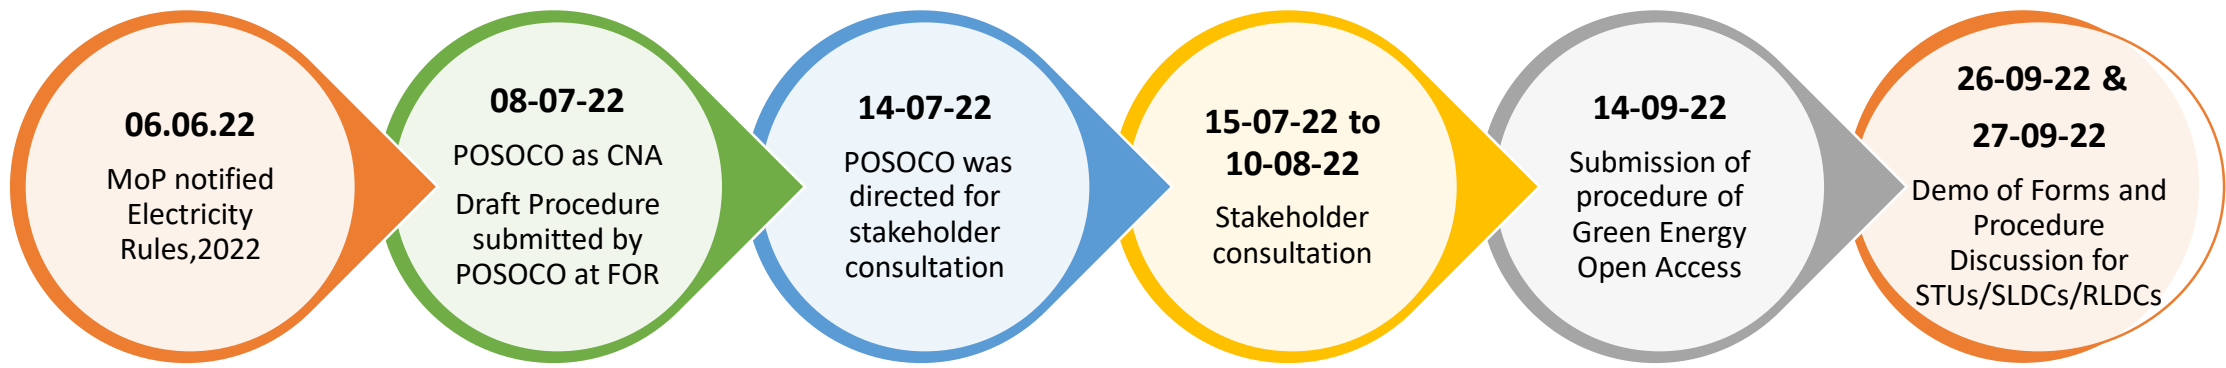 06.06.22
MoP notified
Electricity
Rules,2022
08-07-22
POSOCO as CNA
Draft Procedure
submitted by
POSOCO at FOR
14-07-22
POSOCO was
directed for
stakeholder
consultation
15-07-22 to
10-08-22
Stakeholder
consultation
14-09-22
Submission of
procedure of
Green Energy
Open Access
26-09-22 &
27-09-22
Demo of Forms and
Procedure
Discussion for
STUs/SLDCs/RLDCs